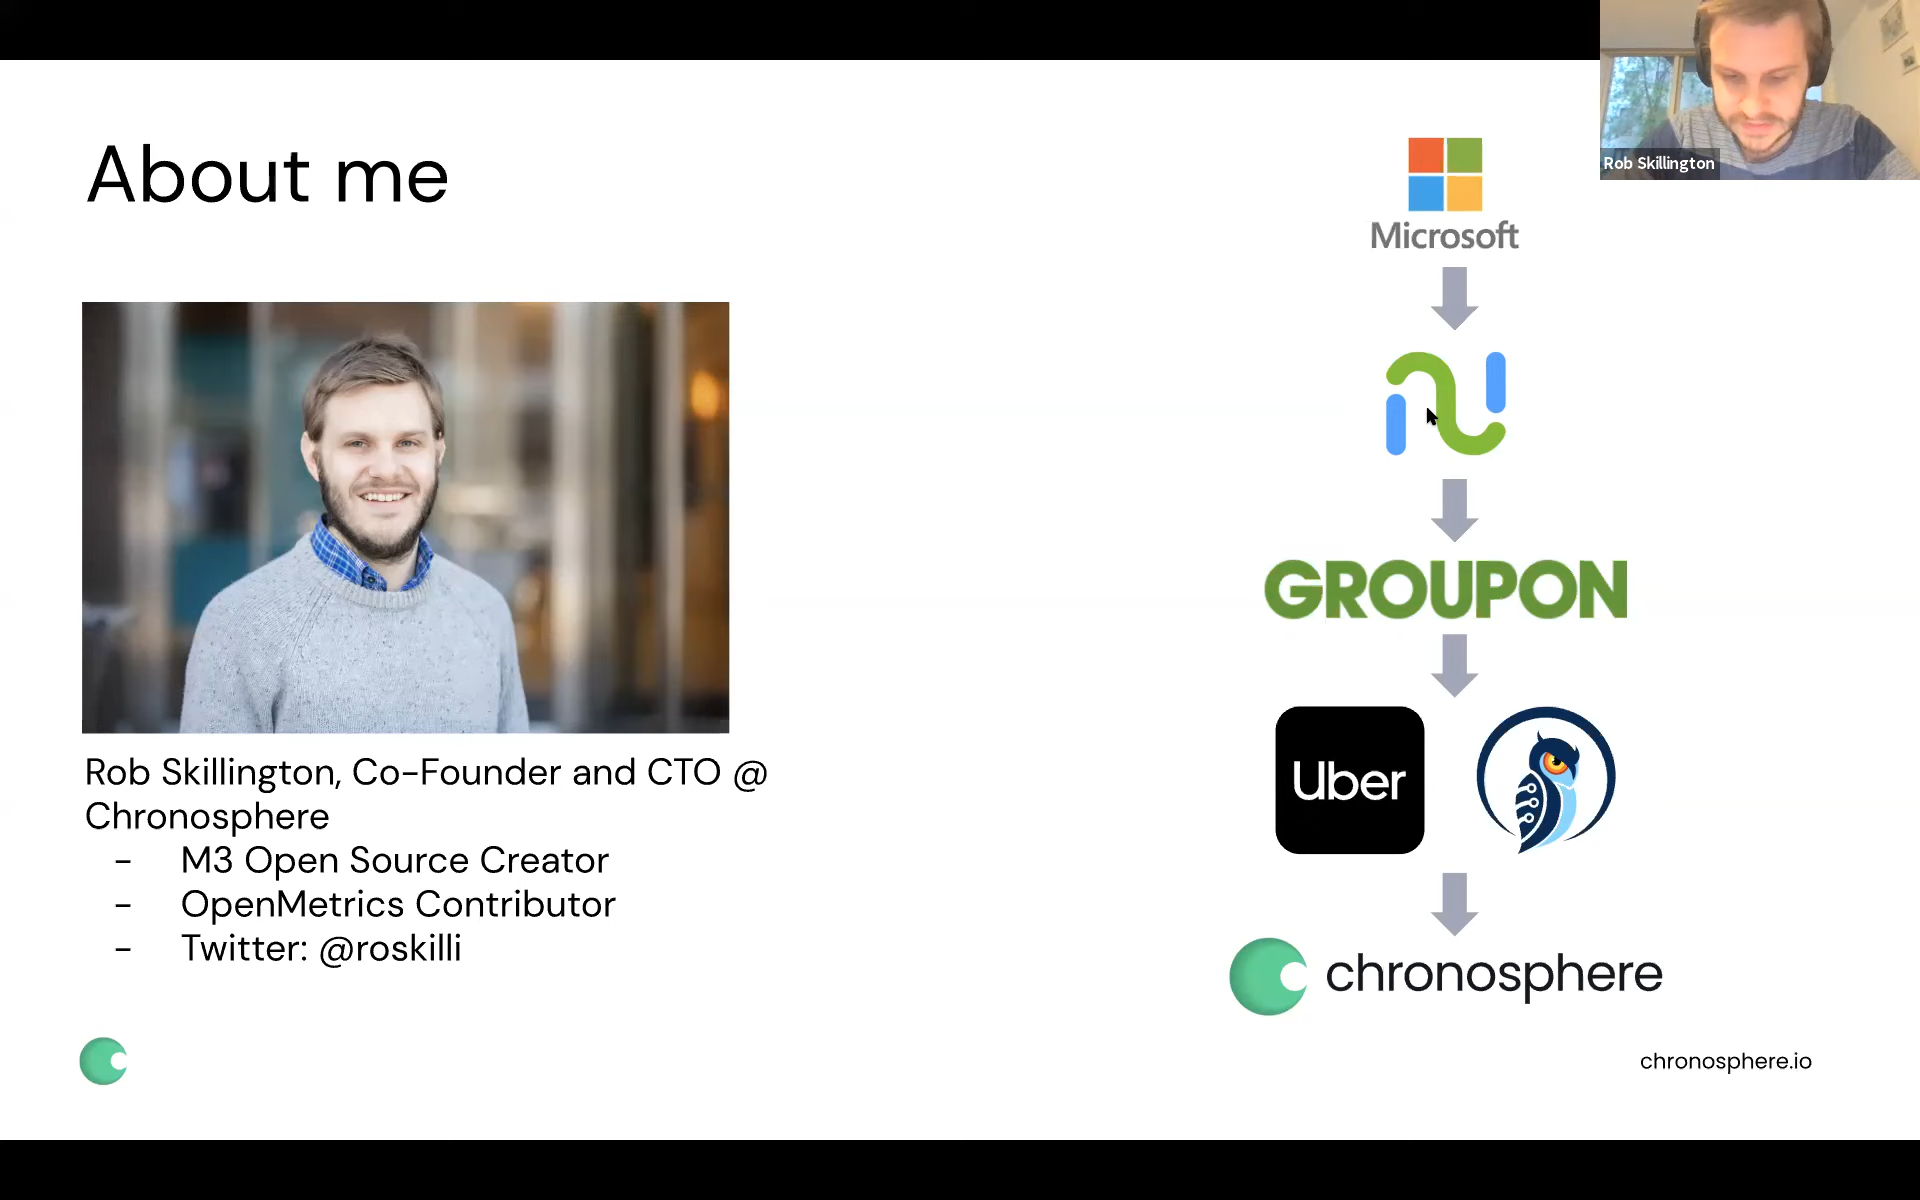 About me
Rob Skillington
Microsoft
GROUPON
Uber
chronosphere
Rob Skillington, Co-Founder and CTO @
Chronosphere
- M3 Open Source Creator
- OpenMetrics Contributor
- Twitter: @roskilli
chronosphere.io